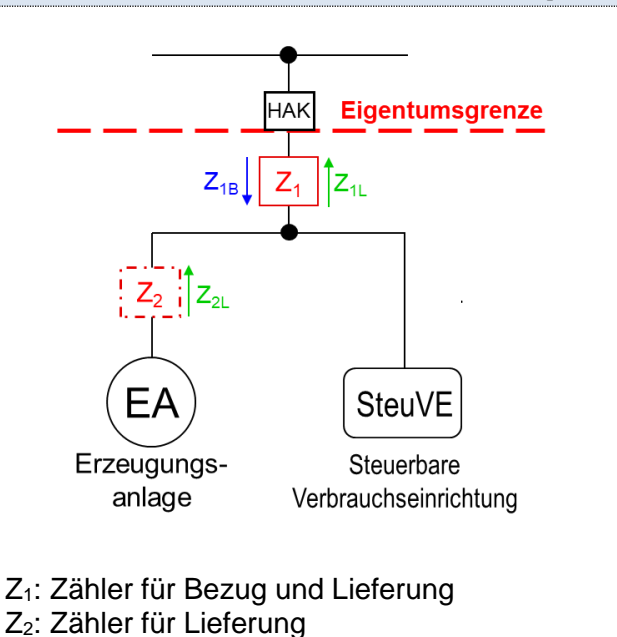 HAK Eigentumsgrenze
Z1B Z1 Z1L
Z2 Z2L
EA SteuVE
Erzeugungs-
anlage
Steuerbare
Verbrauchseinrichtung
Z1: Zähler für Bezug und Lieferung
Z2: Zähler für Lieferung